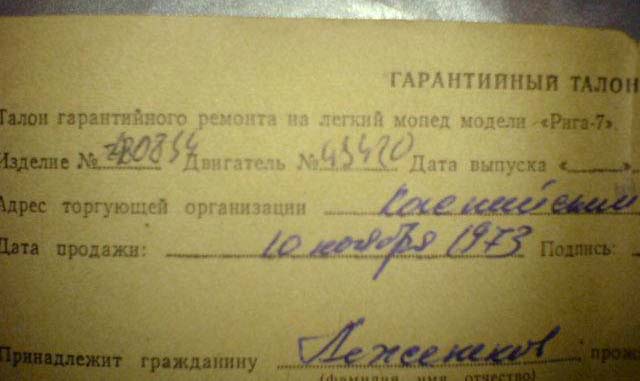 ГАРАНТИЙНЫЙ ТАЛОН
Талон гарантийного ремонта на легкий мопед модели «Рига-7».
Изделие № Двигатель № 43420 Дата выпуска «
Адрес торгующей организации Каспийский
Дата продажи: 10 ноября 1973 Подпись:
Принадлежит гражданину
(фамилия, имя, отчество)